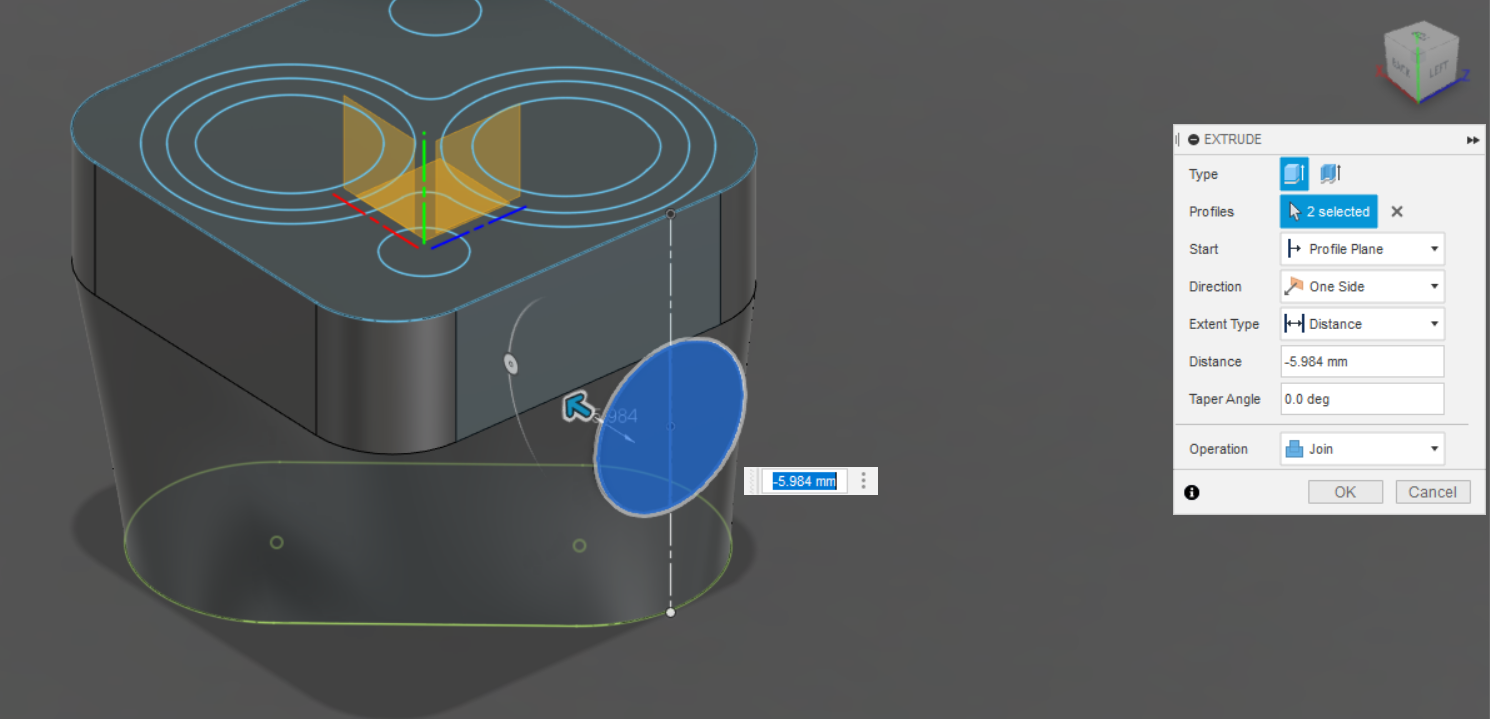 BACK
LEFT
X
Z
EXTRUDE
Type
Profiles
2 selected
Start
Profile Plane
Direction
One Side
Extent Type
Distance
Distance
-5.984 mm
Taper Angle
0.0 deg
Operation
Join
OK
Cancel
5.984
-5.984 mm